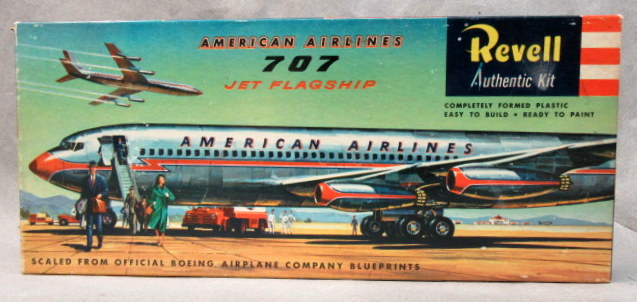 AMERICAN AIRLINES
707
JET FLAGSHIP
Revell
Authentic Kit
COMPLETELY FORMED PLASTIC
EASY TO BUILD • READY TO PAINT
AMERICAN AIRLINES
SCALED FROM OFFICIAL BOEING AIRPLANE COMPANY BLUEPRINTS